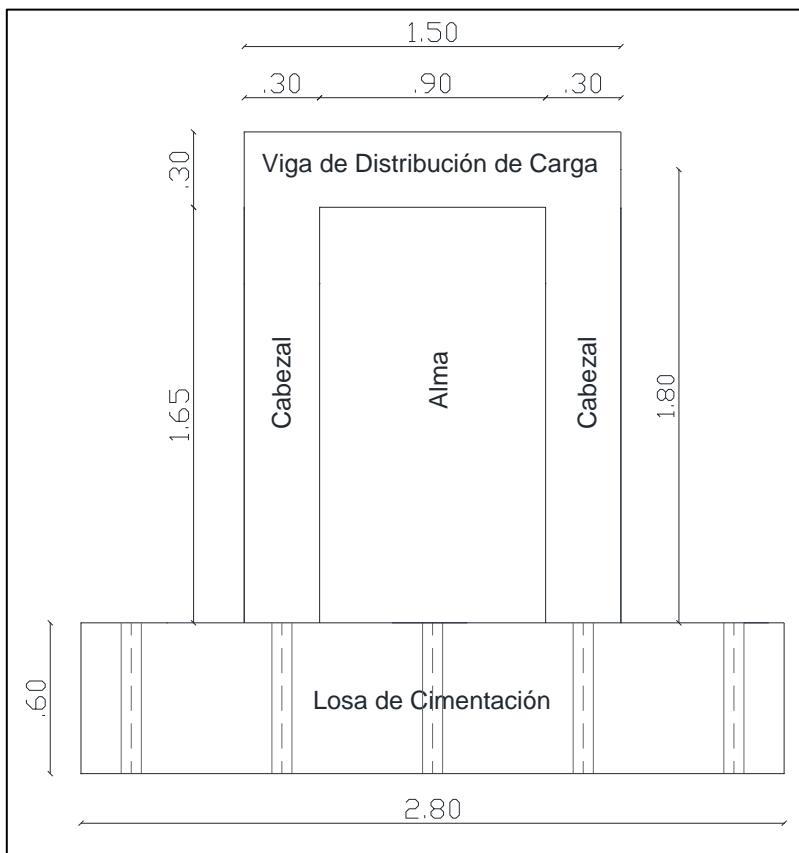 1.50
.30
.90
.30
.30
Viga de Distribución de Carga
1.65
Cabezal
Alma
Cabezal
1.80
.60
Losa de Cimentación
2.80